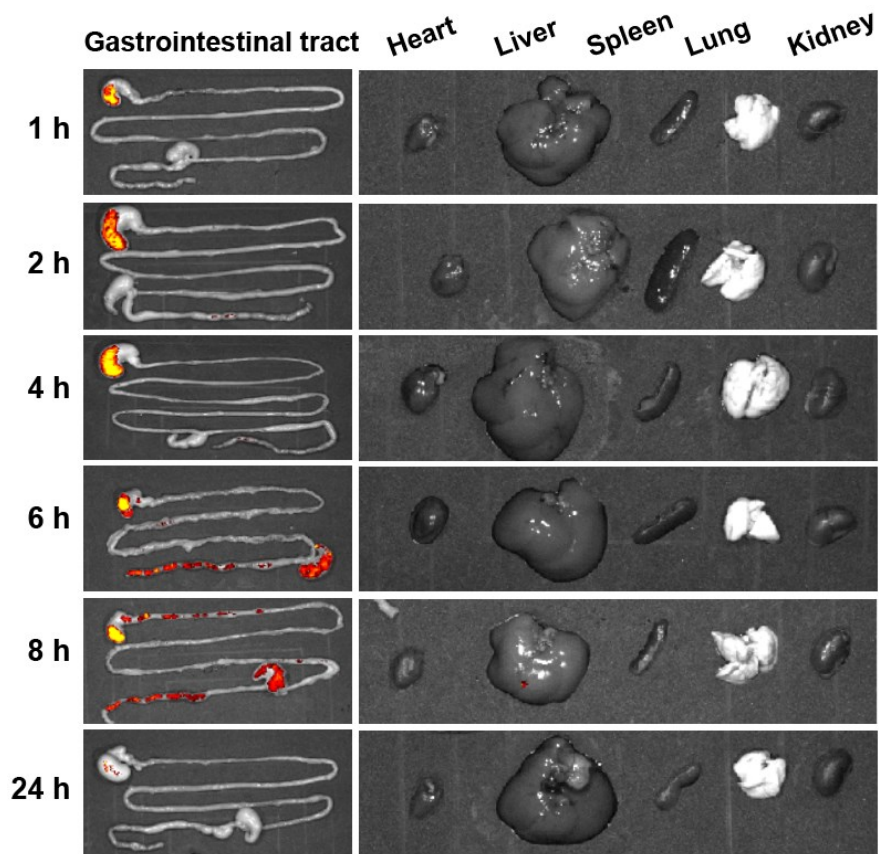 Gastrointestinal tract Heart Liver Spleen Lung Kidney
1 h
2 h
4 h
6 h
8 h
24 h